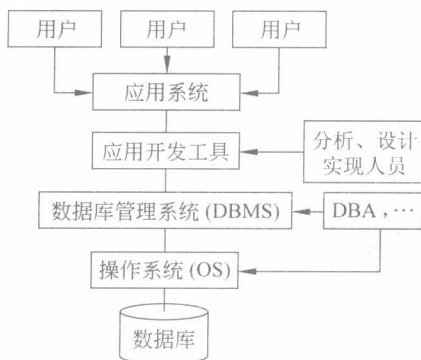 用户
用户
用户
应用系统
应用开发工具
分析、设计
实现人员
数据库管理系统(DBMS)
DBA，…
操作系统(OS)
数据库